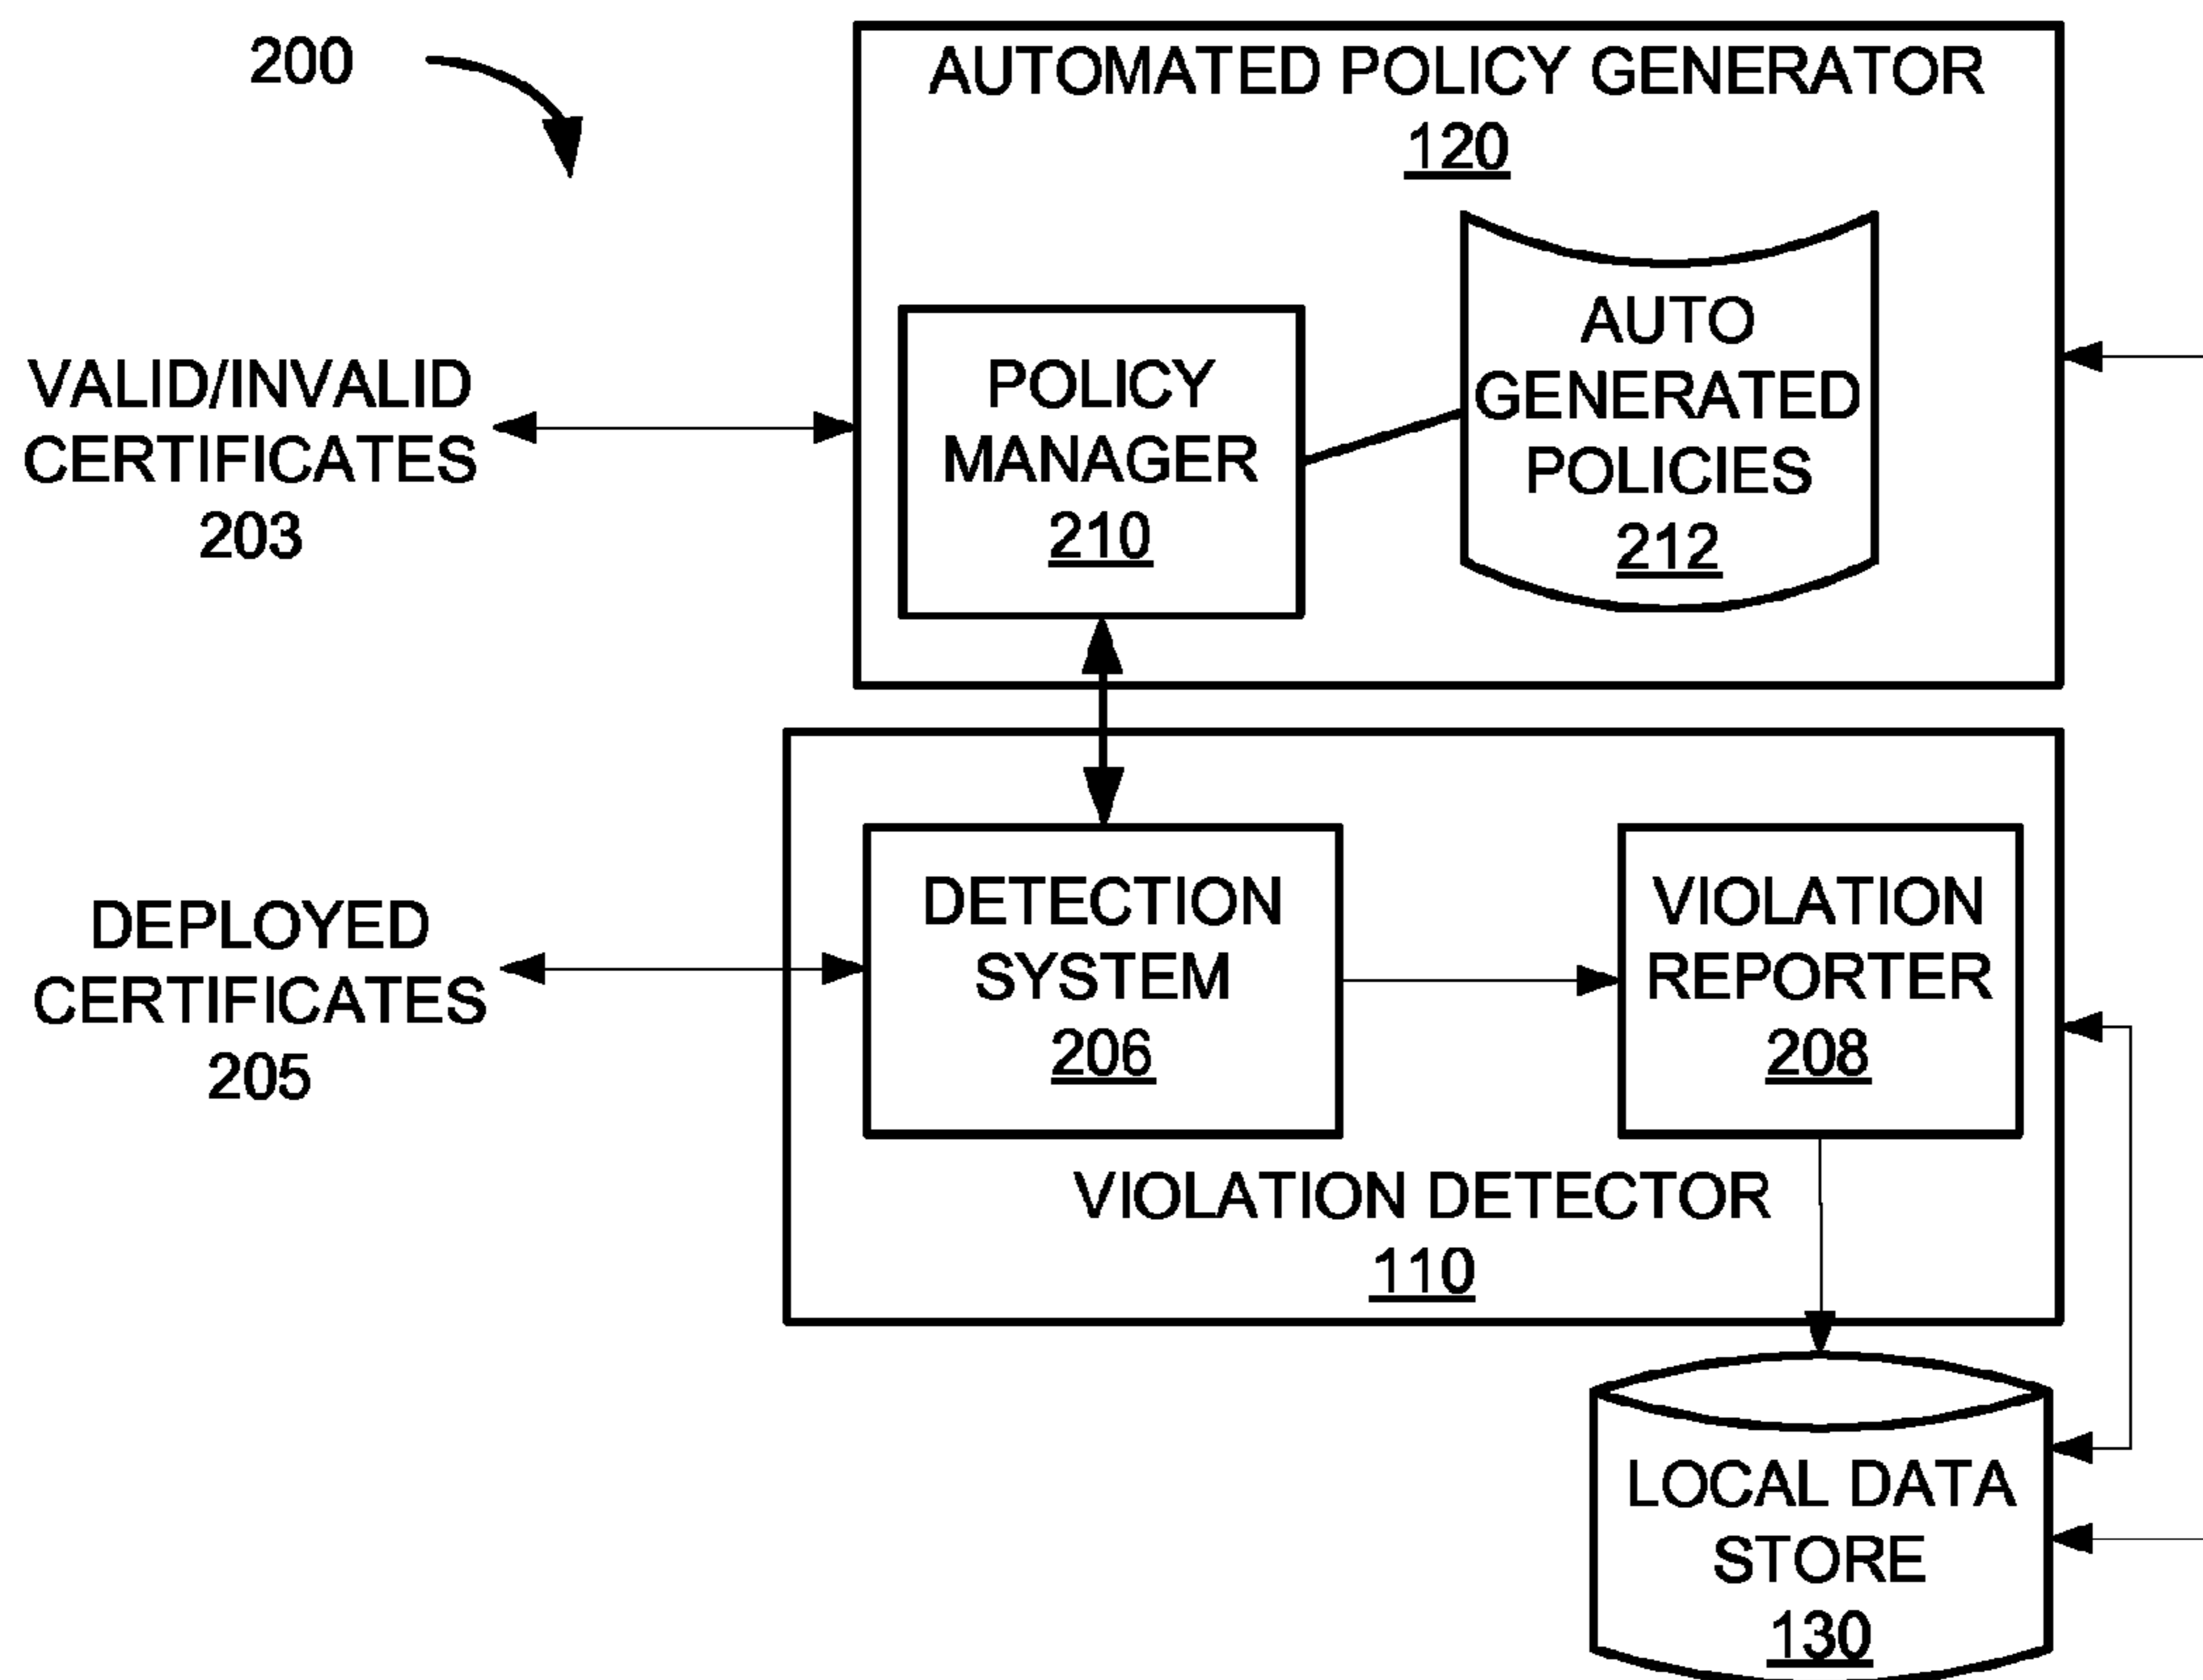 200
AUTOMATED POLICY GENERATOR
120
VALID/INVALID
CERTIFICATES
203
POLICY
MANAGER
210
AUTO
GENERATED
POLICIES
212
DEPLOYED
CERTIFICATES
205
DETECTION
SYSTEM
206
VIOLATION
REPORTER
208
VIOLATION DETECTOR
110
LOCAL DATA
STORE
130